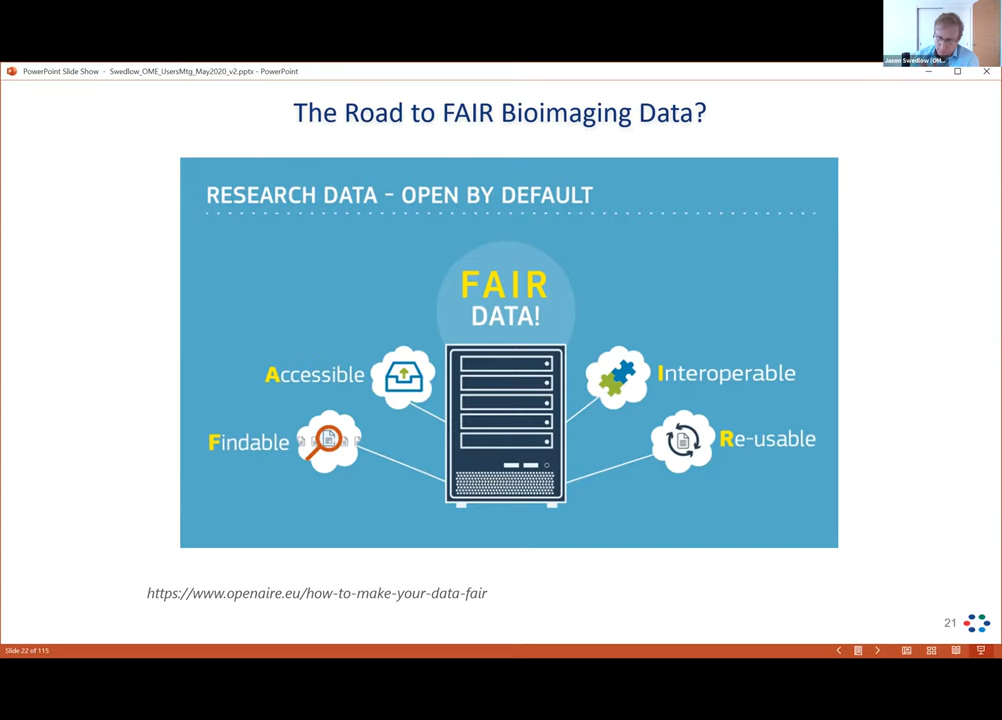 Jason Swedlow (OM...
PowerPoint Slide Show - Swedlow_OME_UsersMtg_May2020_v2.pptx - PowerPoint
The Road to FAIR Bioimaging Data?
RESEARCH DATA – OPEN BY DEFAULT
FAIR
DATA!
Accessible
Interoperable
Findable
Re-usable
https://www.openaire.eu/how-to-make-your-data-fair
21
Slide 22 of 115